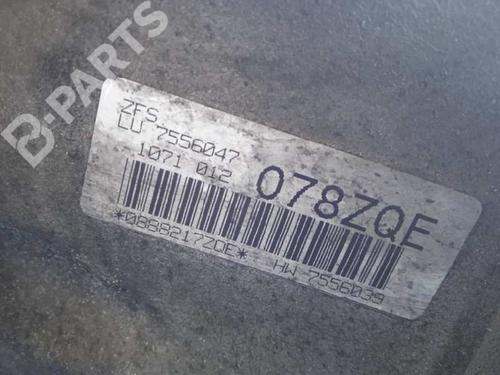 B-PARTS
ZFS
LU 7556047
1071 012
078ZQE
*0888217ZQE* HW 7556039